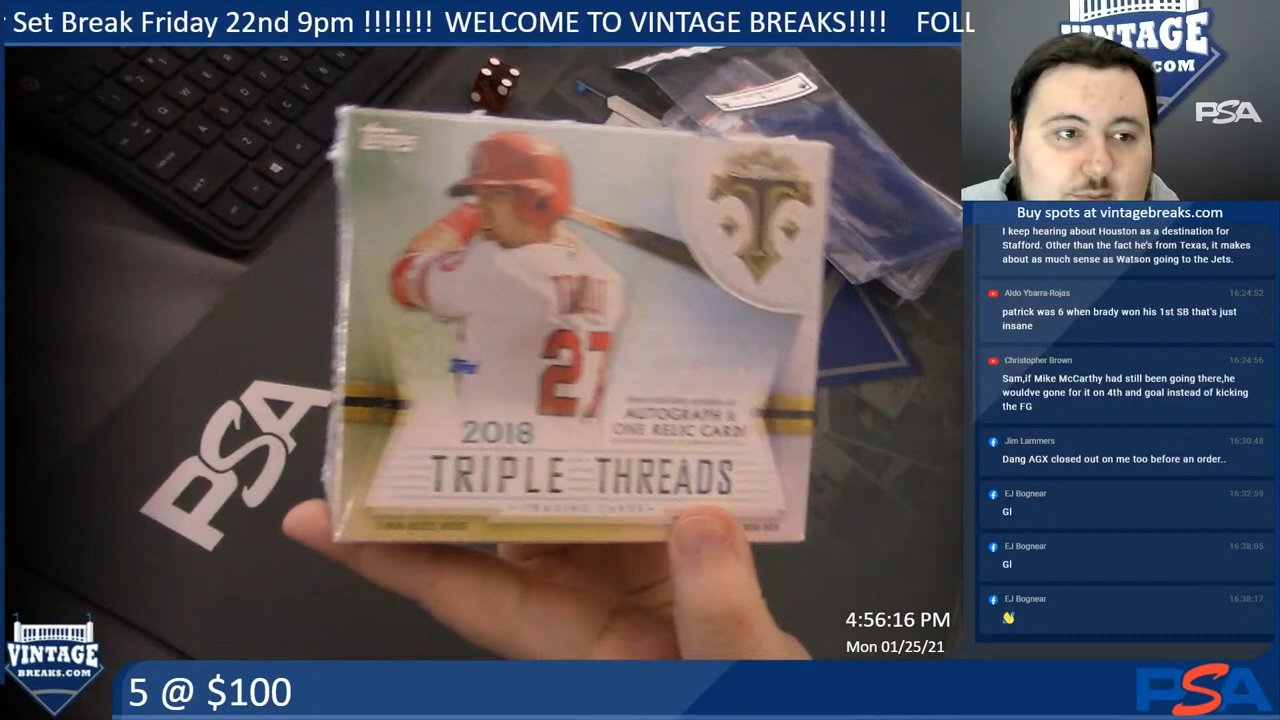 Set Break Friday 22nd 9pm !!!!!!! WELCOME TO VINTAGE BREAKS!!!! FOLL
VINTAGE
.COM
PSA
Buy spots at vintagebreaks.com
I keep hearing about Houston as a destination for
Stafford. Other than the fact he's from Texas, it makes
about as much sense as Watson going to the Jets.
Aldo Ybarra-Rojas 16:24:52
patrick was 6 when brady won his 1st SB that's just
insane
Christopher Brown 16:24:56
Sam,if Mike McCarthy had still been going there,he
wouldve gone for it on 4th and goal instead of kicking
the FG
Jim Lammers 16:30:48
Dang AGX closed out on me too before an order..
EJ Bognear 16:32:59
Gl
EJ Bognear 16:38:05
Gl
EJ Bognear 16:38:17
topps
27
AUTOGRAPH &
ONE RELIC CARD!
2018
TRIPLE THREADS
TRADING CARDS
PSA
4:56:16 PM
Mon 01/25/21
VINTAGE
BREAKS.COM
5 @ $100
PSA